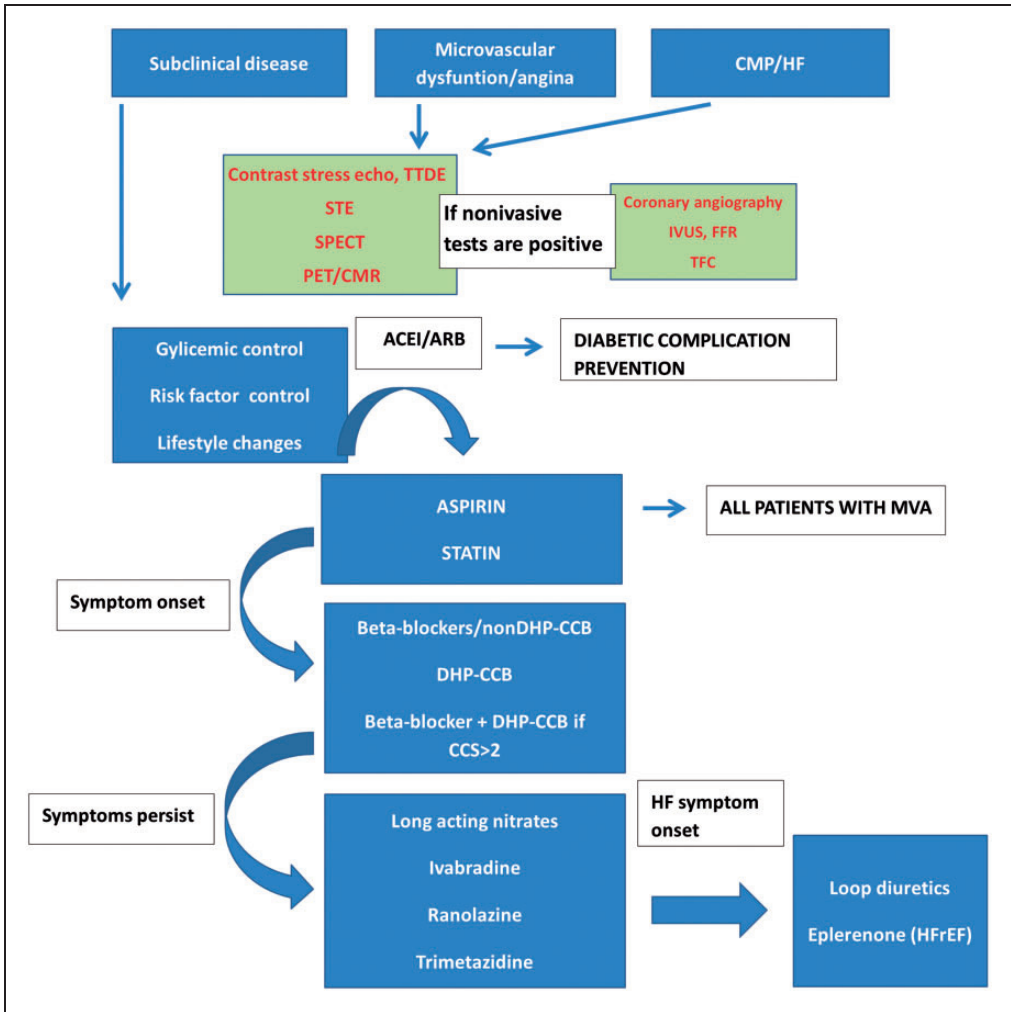 Subclinical disease
Microvascular
dysfuntion/angina
CMP/HF
Contrast stress echo, TTDE
STE
SPECT
PET/CMR
If nonivasive
tests are positive
Coronary angiography
IVUS, FFR
TFC
Gylicemic control
Risk factor control
Lifestyle changes
ACEI/ARB
DIABETIC COMPLICATION
PREVENTION
ASPIRIN
STATIN
ALL PATIENTS WITH MVA
Symptom onset
Beta-blockers/nonDHP-CCB
DHP-CCB
Beta-blocker + DHP-CCB if
CCS>2
Symptoms persist
Long acting nitrates
Ivabradine
Ranolazine
Trimetazidine
HF symptom
onset
Loop diuretics
Eplerenone (HFrEF)